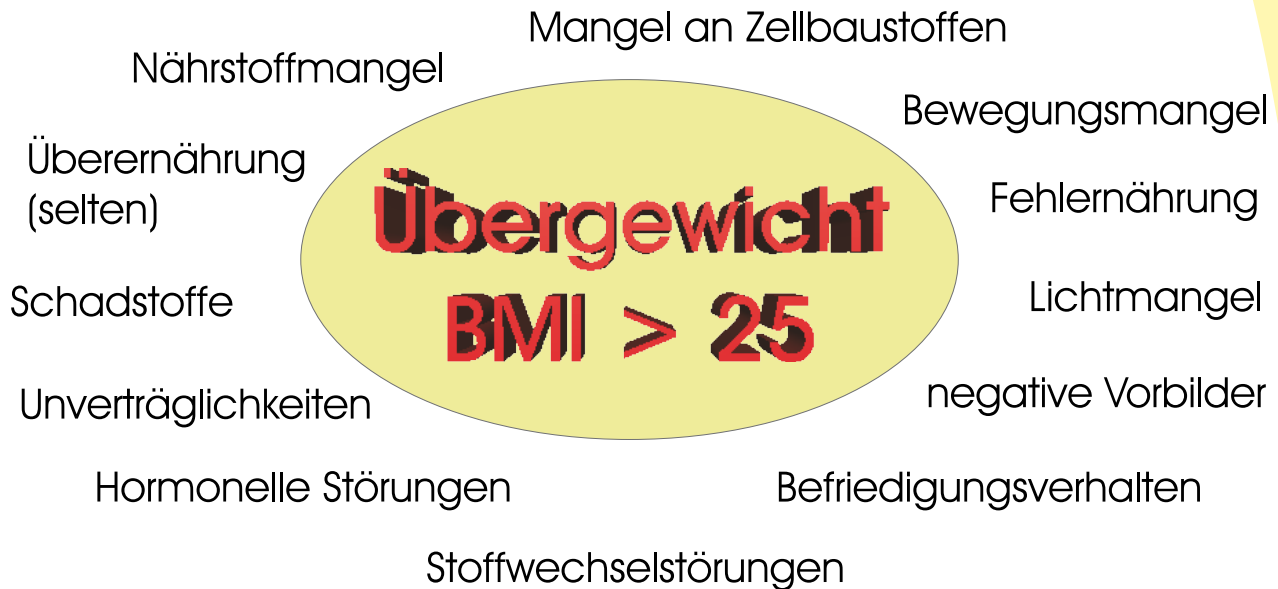 Mangel an Zellbaustoffen
Nährstoffmangel
Bewegungsmangel
Überernährung
(selten)
Fehlernährung
Übergewicht
BMI > 25
Schadstoffe
Lichtmangel
Unverträglichkeiten
negative Vorbilder
Hormonelle Störungen
Befriedigungsverhalten
Stoffwechselstörungen